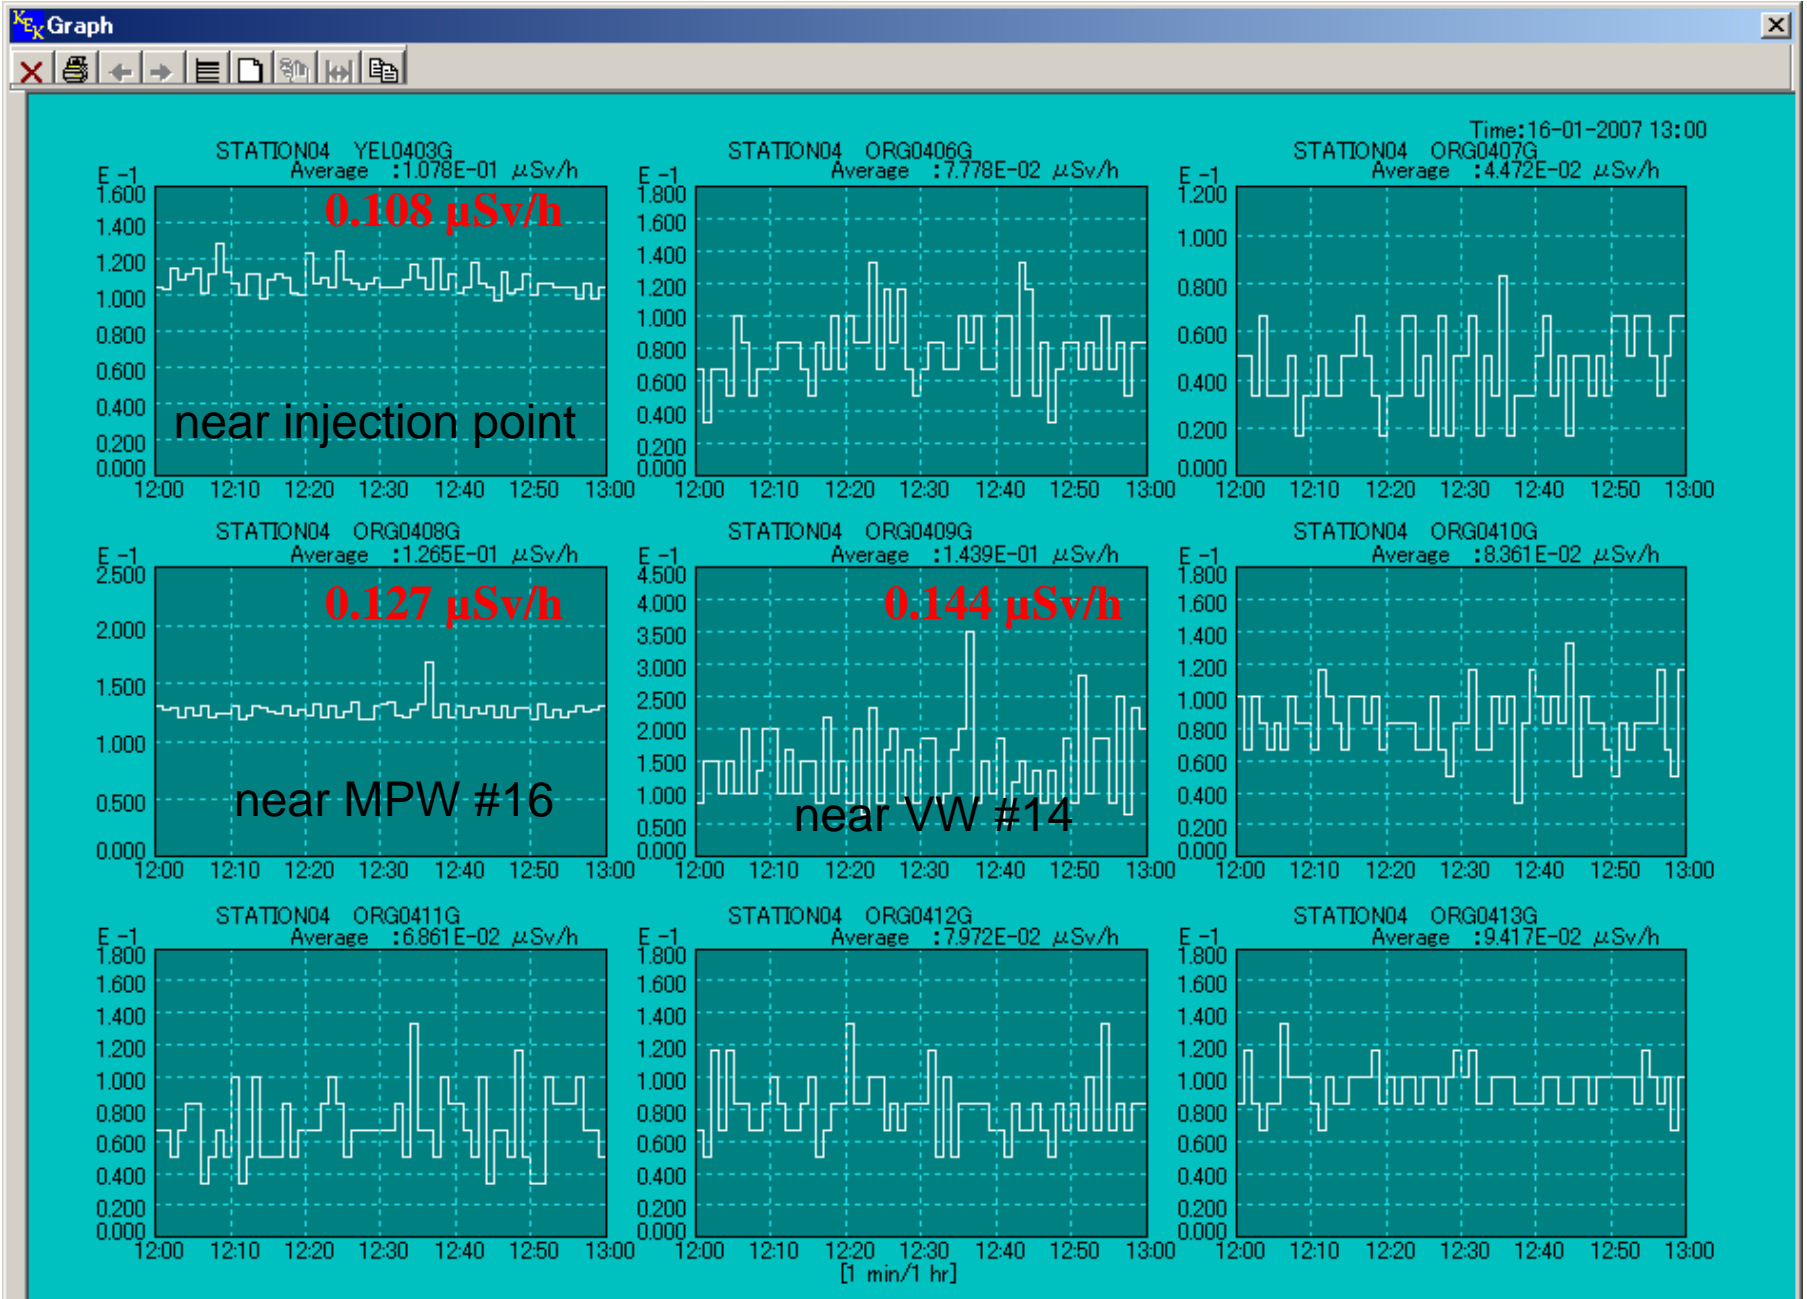 KEK Graph
Time:16-01-2007 13:00
STATION04 YEL0403G
Average :1.078E-01 μSv/h
E -1
1.600
1.400
1.200
1.000
0.800
0.600
0.400
0.200
0.000
0.108 μSv/h
near injection point
12:00 12:10 12:20 12:30 12:40 12:50 13:00
STATION04 ORG0406G
Average :7.778E-02 μSv/h
E -1
1.800
1.600
1.400
1.200
1.000
0.800
0.600
0.400
0.200
0.000
12:00 12:10 12:20 12:30 12:40 12:50 13:00
STATION04 ORG0407G
Average :4.472E-02 μSv/h
E -1
1.200
1.000
0.800
0.600
0.400
0.200
0.000
12:00 12:10 12:20 12:30 12:40 12:50 13:00
STATION04 ORG0408G
Average :1.265E-01 μSv/h
E -1
2.500
2.000
1.500
1.000
0.500
0.000
0.127 μSv/h
near MPW #16
12:00 12:10 12:20 12:30 12:40 12:50 13:00
STATION04 ORG0409G
Average :1.439E-01 μSv/h
E -1
4.500
4.000
3.500
3.000
2.500
2.000
1.500
1.000
0.500
0.000
0.144 μSv/h
near VW #14
12:00 12:10 12:20 12:30 12:40 12:50 13:00
STATION04 ORG0410G
Average :8.361E-02 μSv/h
E -1
1.800
1.600
1.400
1.200
1.000
0.800
0.600
0.400
0.200
0.000
12:00 12:10 12:20 12:30 12:40 12:50 13:00
STATION04 ORG0411G
Average :6.861E-02 μSv/h
E -1
1.800
1.600
1.400
1.200
1.000
0.800
0.600
0.400
0.200
0.000
12:00 12:10 12:20 12:30 12:40 12:50 13:00
STATION04 ORG0412G
Average :7.972E-02 μSv/h
E -1
1.800
1.600
1.400
1.200
1.000
0.800
0.600
0.400
0.200
0.000
12:00 12:10 12:20 12:30 12:40 12:50 13:00
STATION04 ORG0413G
Average :9.417E-02 μSv/h
E -1
1.800
1.600
1.400
1.200
1.000
0.800
0.600
0.400
0.200
0.000
12:00 12:10 12:20 12:30 12:40 12:50 13:00
[1 min/1 hr]